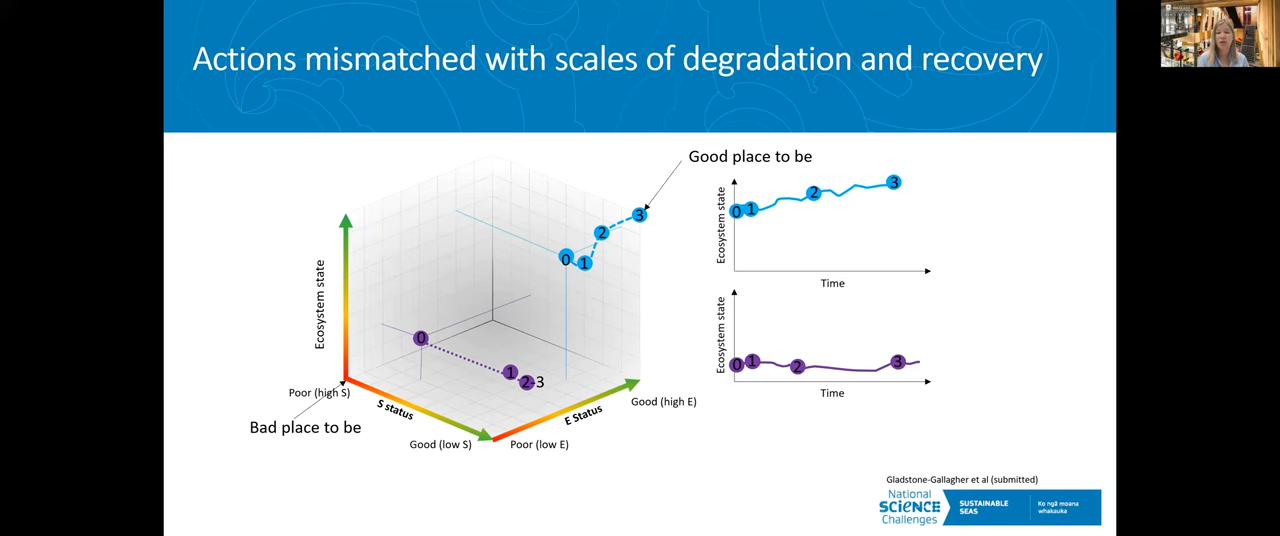 Actions mismatched with scales of degradation and recovery
Good place to be
Ecosystem state
0
1
2
3
0
1
2-3
Poor (high S)
S status
Good (low S)
Poor (low E)
E Status
Good (high E)
Bad place to be
Ecosystem state
0
1
2
3
Time
Ecosystem state
0
1
2
3
Time
Gladstone-Gallagher et al (submitted)
National
SCIENCE
Challenges
SUSTAINABLE
SEAS
Ko ngā moana
whakauka